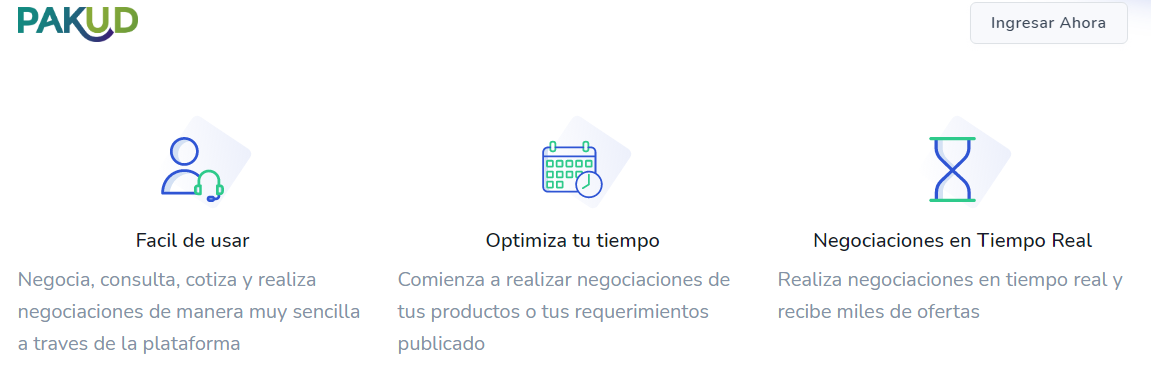 PAKUD
Ingresar Ahora
Facil de usar
Negocia, consulta, cotiza y realiza
negociaciones de manera muy sencilla
a traves de la plataforma
Optimiza tu tiempo
Comienza a realizar negociaciones de
tus productos o tus requerimientos
publicado
Negociaciones en Tiempo Real
Realiza negociaciones en tiempo real y
recibe miles de ofertas